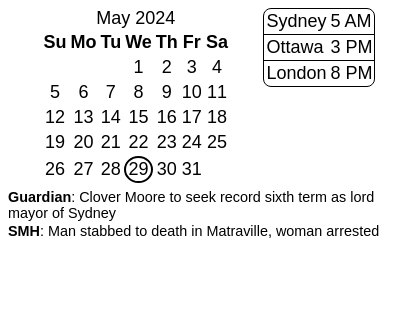 May 2024
Su Mo Tu We Th Fr Sa
1 2 3 4
5 6 7 8 9 10 11
12 13 14 15 16 17 18
19 20 21 22 23 24 25
26 27 28 29 30 31
Sydney 5 AM
Ottawa 3 PM
London 8 PM
Guardian: Clover Moore to seek record sixth term as lord
mayor of Sydney
SMH: Man stabbed to death in Matraville, woman arrested